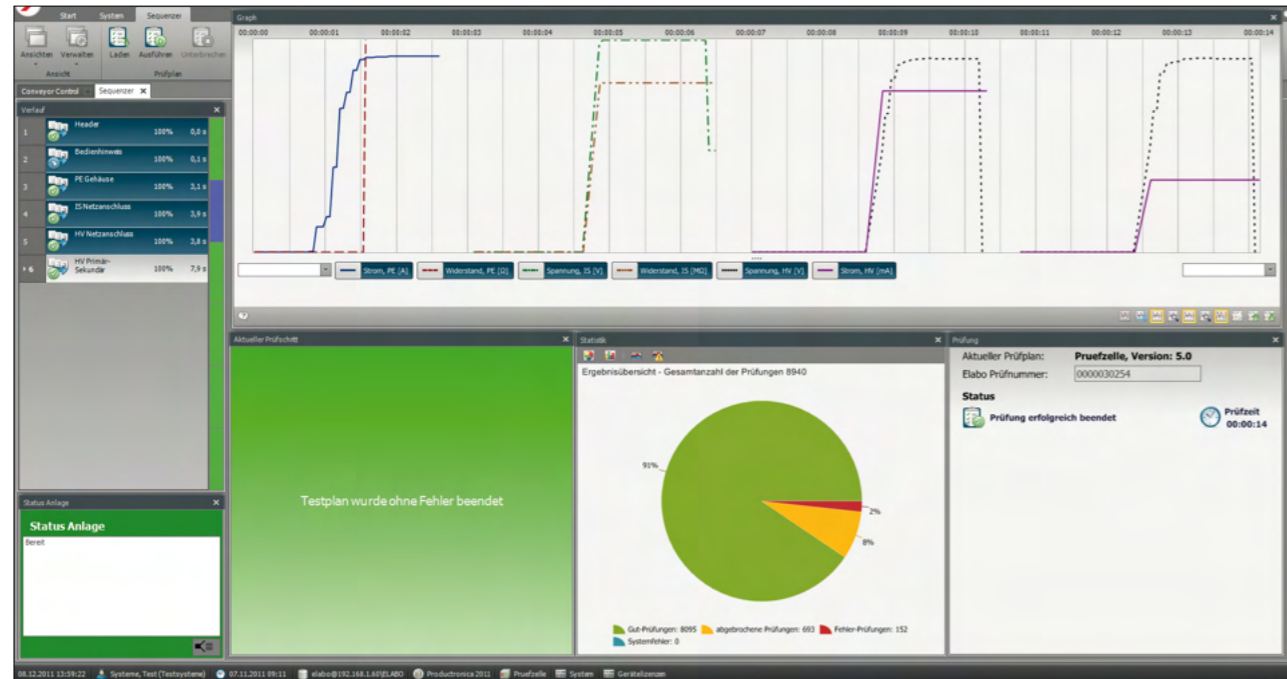 Start System Sequenzer
Ansichten Verwalten Laden Ausführen Unterbrechen
Ansicht Prüfplan
Conveyor Control Sequenzer
Verlauf
1 Header 100% 0,0 s
2 Bedienhinweis 100% 0,1 s
3 PE Gehäuse 100% 3,1 s
4 IS Netzanschluss 100% 3,9 s
5 HV Netzanschluss 100% 3,8 s
6 HV Primär-Sekundär 100% 7,9 s
Graph
00:00:00 00:00:01 00:00:02 00:00:03 00:00:04 00:00:05 00:00:06 00:00:07 00:00:08 00:00:09 00:00:10 00:00:11 00:00:12 00:00:13 00:00:14
Strom, PE [A] Widerstand, PE [Ω] Spannung, IS [V] Widerstand, IS [MΩ] Spannung, HV [V] Strom, HV [mA]
Status Anlage
Status Anlage
Bereit
Aktueller Prüfschritt
Testplan wurde ohne Fehler beendet
Statistik
Ergebnisübersicht - Gesamtanzahl der Prüfungen 8940
91%
2%
8%
Gut-Prüfungen: 8095 abgebrochene Prüfungen: 693 Fehler-Prüfungen: 152
Systemfehler: 0
Prüfung
Aktueller Prüfplan: Pruefzelle, Version: 5.0
Elabo Prüfnummer: 0000030254
Status
Prüfung erfolgreich beendet
Prüfzeit
00:00:14
08.12.2011 13:59:22 Systeme, Test (Testsysteme) 07.11.2011 09:11 elabo@192.168.1.60\ELABO Productronica 2011 Pruefzelle System Gerätelizenzen